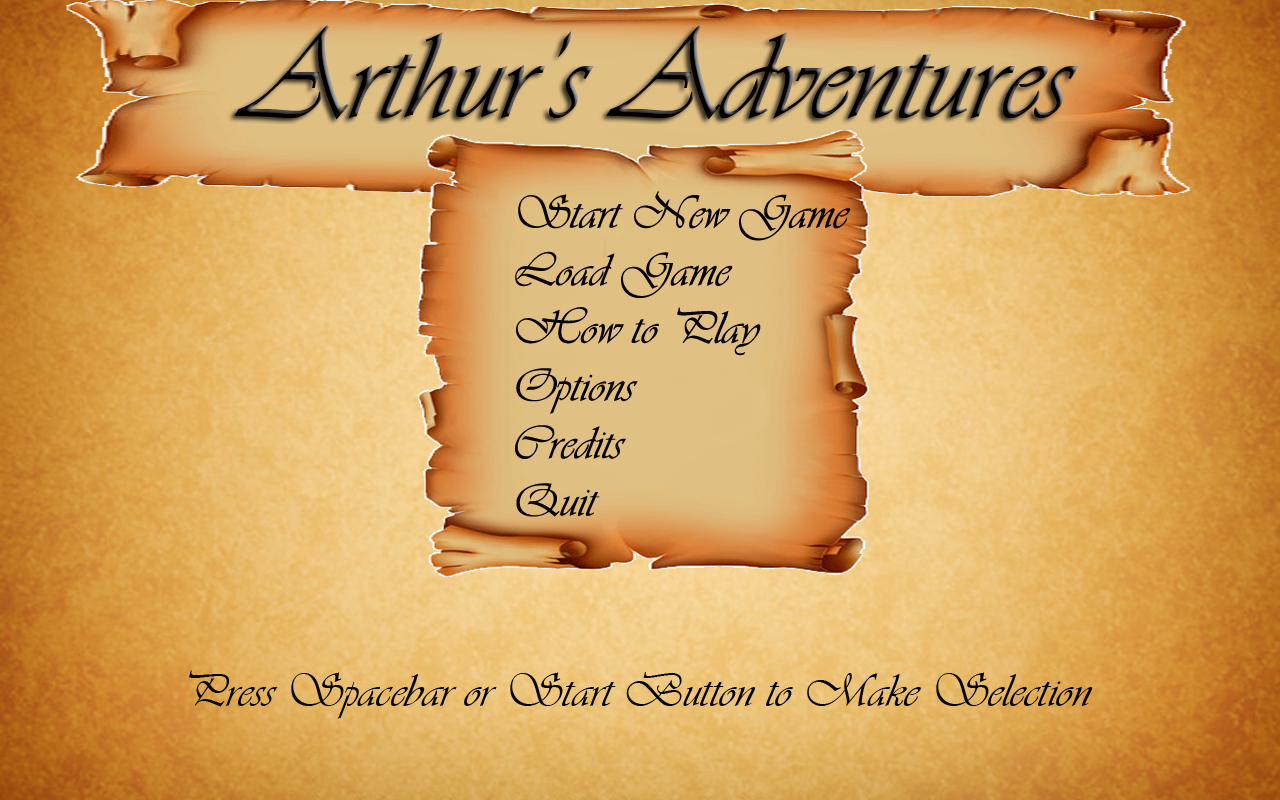 Arthur's Adventures
Start New Game
Load Game
How to Play
Options
Credits
Quit
Press Spacebar or Start Button to Make Selection